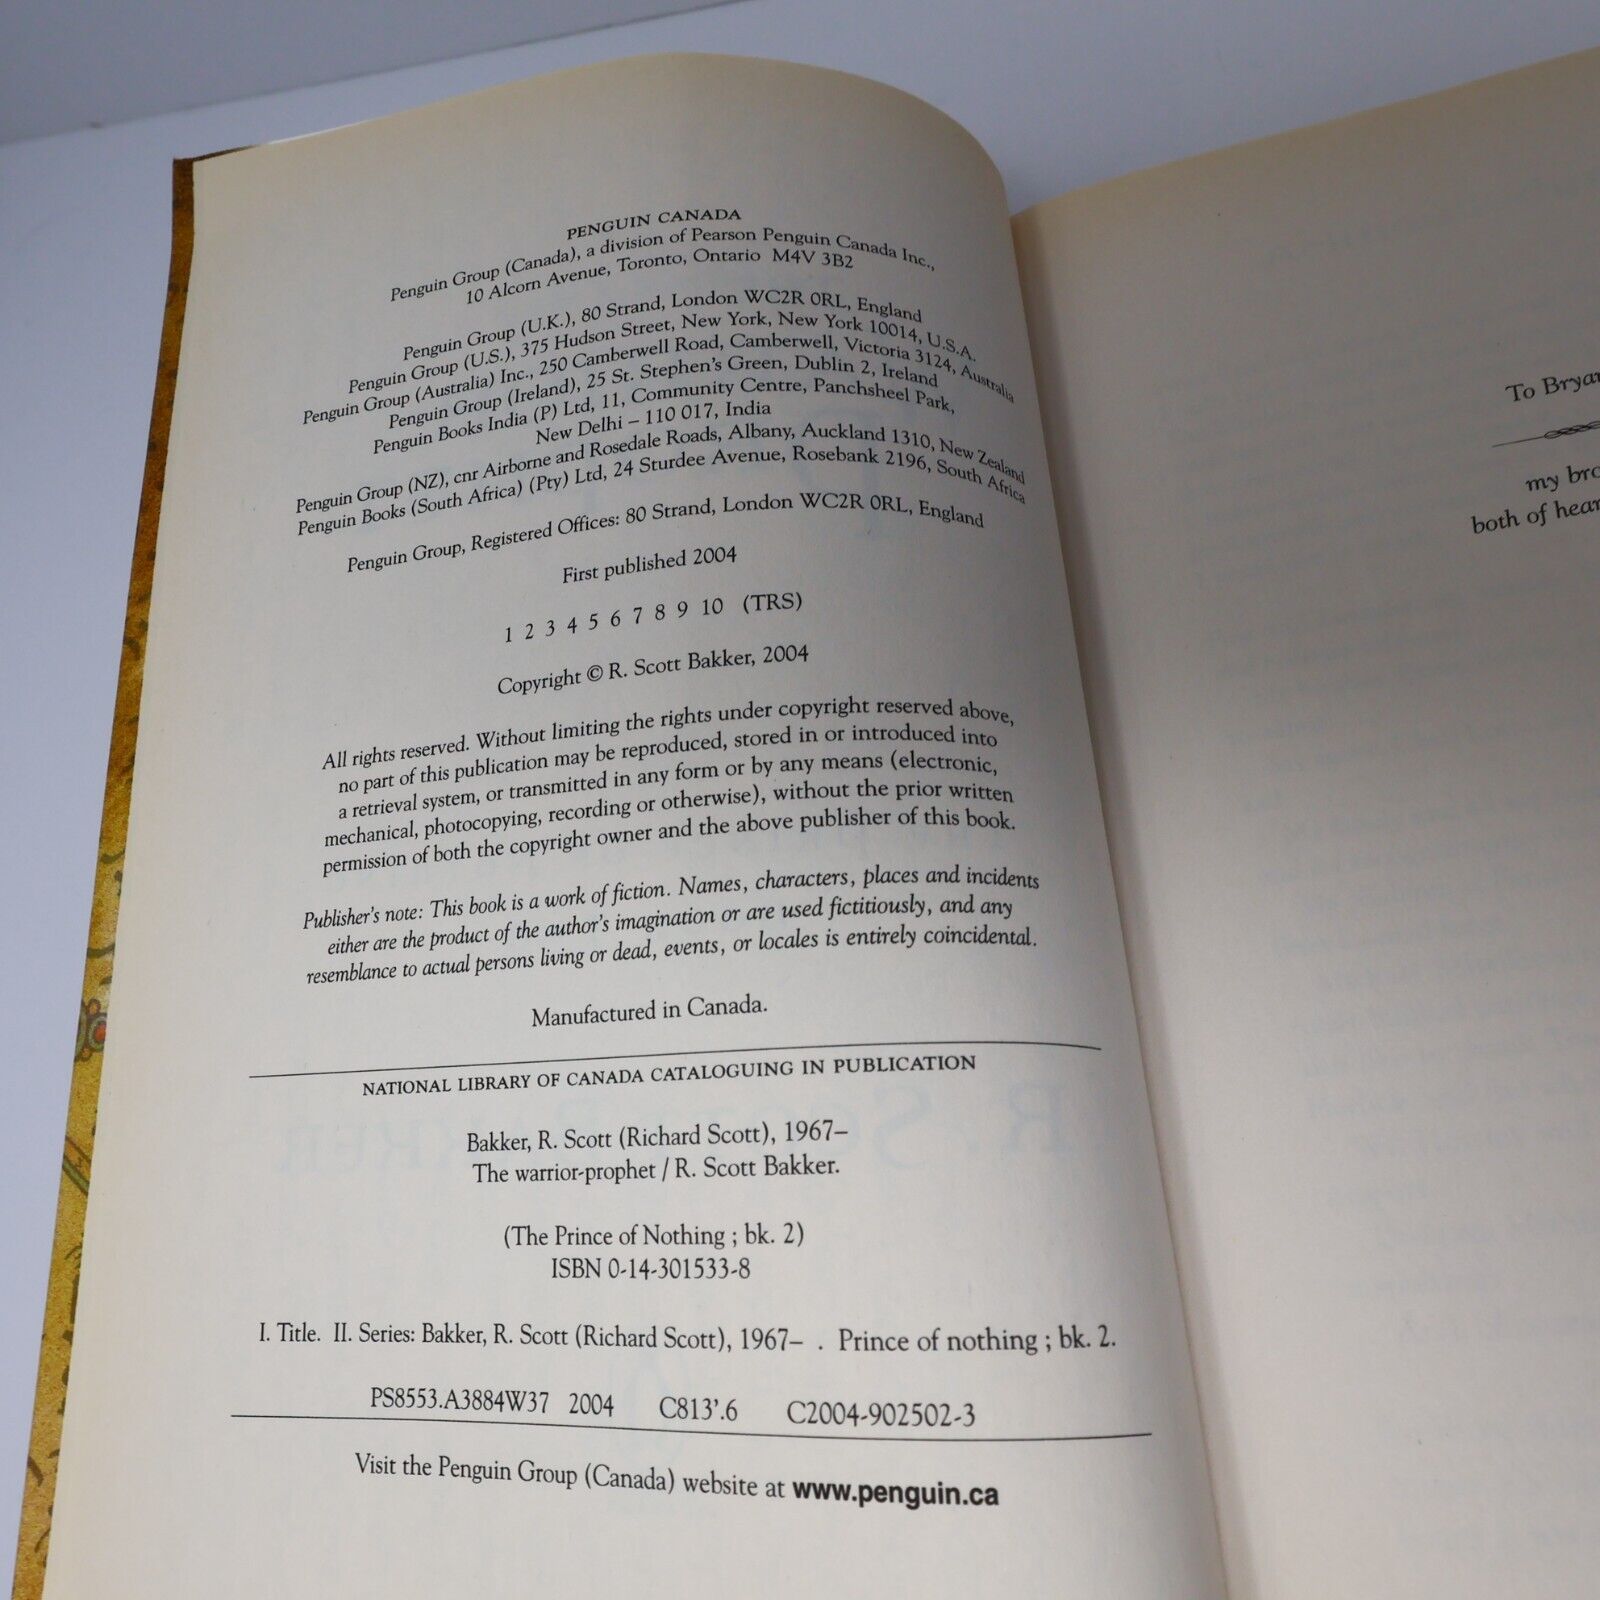 PENGUIN CANADA
Penguin Group (Canada), a division of Pearson Penguin Canada Inc.,
10 Alcorn Avenue, Toronto, Ontario M4V 3B2
Penguin Group (U.K.), 80 Strand, London WC2R 0RL, England
Penguin Group (U.S.), 375 Hudson Street, New York, New York 10014, U.S.A.
Penguin Group (Australia) Inc., 250 Camberwell Road, Camberwell, Victoria 3124, Australia
Penguin Group (Ireland), 25 St. Stephen's Green, Dublin 2, Ireland
Penguin Books India (P) Ltd, 11, Community Centre, Panchsheel Park,
New Delhi – 110 017, India
Penguin Group (NZ), cnr Airborne and Rosedale Roads, Albany, Auckland 1310, New Zealand
Penguin Books (South Africa) (Pty) Ltd, 24 Sturdee Avenue, Rosebank 2196, South Africa
Penguin Group, Registered Offices: 80 Strand, London WC2R 0RL, England
First published 2004
1 2 3 4 5 6 7 8 9 10 (TRS)
Copyright © R. Scott Bakker, 2004
All rights reserved. Without limiting the rights under copyright reserved above,
no part of this publication may be reproduced, stored in or introduced into
a retrieval system, or transmitted in any form or by any means (electronic,
mechanical, photocopying, recording or otherwise), without the prior written
permission of both the copyright owner and the above publisher of this book.
Publisher's note: This book is a work of fiction. Names, characters, places and incidents
either are the product of the author's imagination or are used fictitiously, and any
resemblance to actual persons living or dead, events, or locales is entirely coincidental.
Manufactured in Canada.
NATIONAL LIBRARY OF CANADA CATALOGUING IN PUBLICATION
Bakker, R. Scott (Richard Scott), 1967–
The warrior-prophet / R. Scott Bakker.
(The Prince of Nothing ; bk. 2)
ISBN 0-14-301533-8
I. Title. II. Series: Bakker, R. Scott (Richard Scott), 1967– . Prince of nothing ; bk. 2.
PS8553.A3884W37 2004 C813'.6 C2004-902502-3
Visit the Penguin Group (Canada) website at www.penguin.ca
To Brya
my bro
both of hear